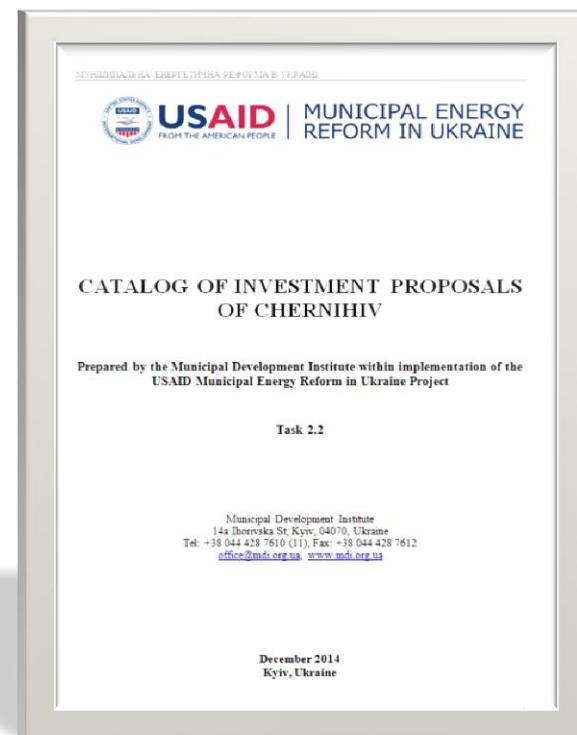 МУНІЦИПАЛЬНА ЕНЕРГЕТИЧНА РЕФОРМА В УКРАЇНІ
USAID
FROM THE AMERICAN PEOPLE
MUNICIPAL ENERGY
REFORM IN UKRAINE
CATALOG OF INVESTMENT PROPOSALS
OF CHERNIHIV
Prepared by the Municipal Development Institute within implementation of the
USAID Municipal Energy Reform in Ukraine Project
Task 2.2
Municipal Development Institute
14a Ihorivska St, Kyiv, 04070, Ukraine
Tel: +38 044 428 7610 (11), Fax: +38 044 428 7612
office@mdi.org.ua, www.mdi.org.ua
December 2014
Kyiv, Ukraine